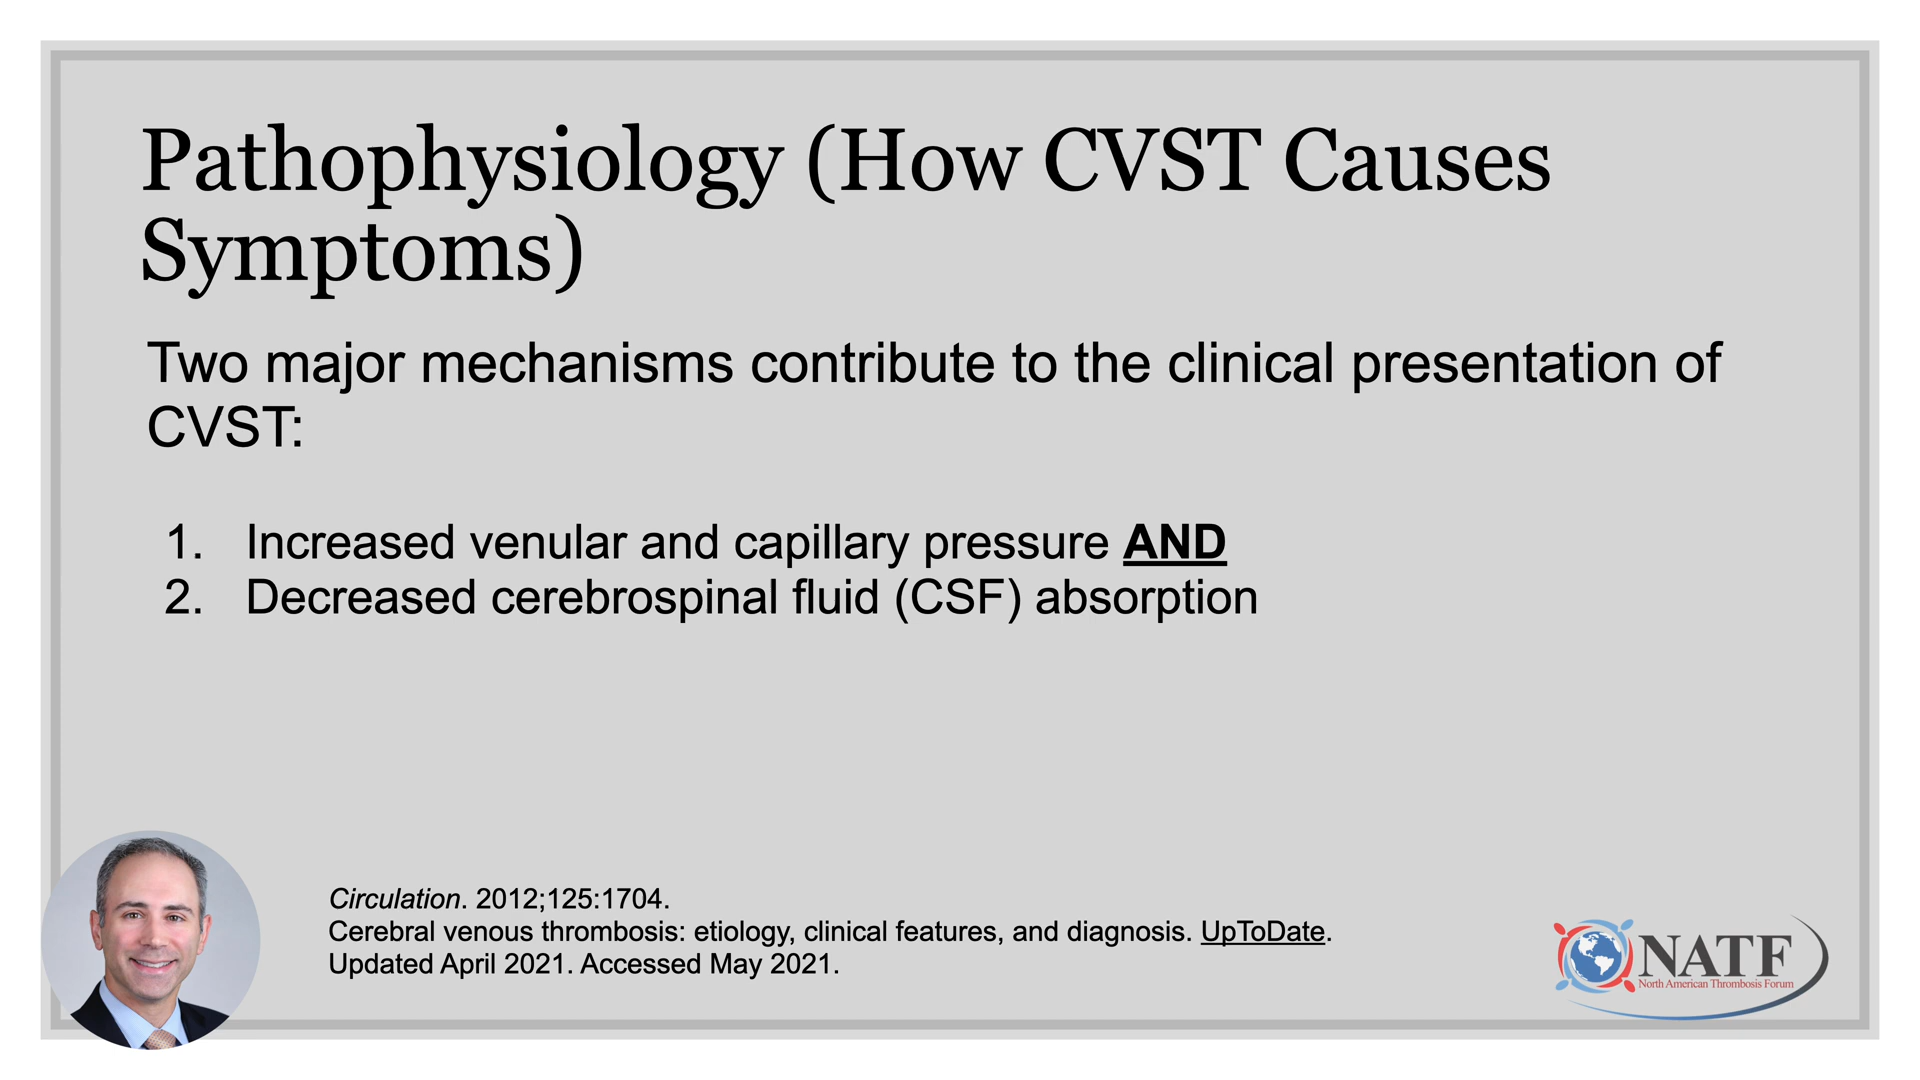 Pathophysiology (How CVST Causes
Symptoms)
Two major mechanisms contribute to the clinical presentation of
CVST:
1. Increased venular and capillary pressure AND
2. Decreased cerebrospinal fluid (CSF) absorption
Circulation. 2012;125:1704.
Cerebral venous thrombosis: etiology, clinical features, and diagnosis. UpToDate.
Updated April 2021. Accessed May 2021.
NATF
North American Thrombosis Forum